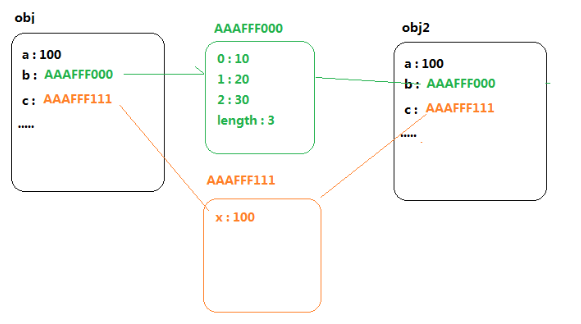 obj
a : 100
b : AAAFFF000
c : AAAFFF111
.....
AAAFFF000
0 : 10
1 : 20
2 : 30
length : 3
AAAFFF111
x : 100
obj2
a : 100
b : AAAFFF000
c : AAAFFF111
.....